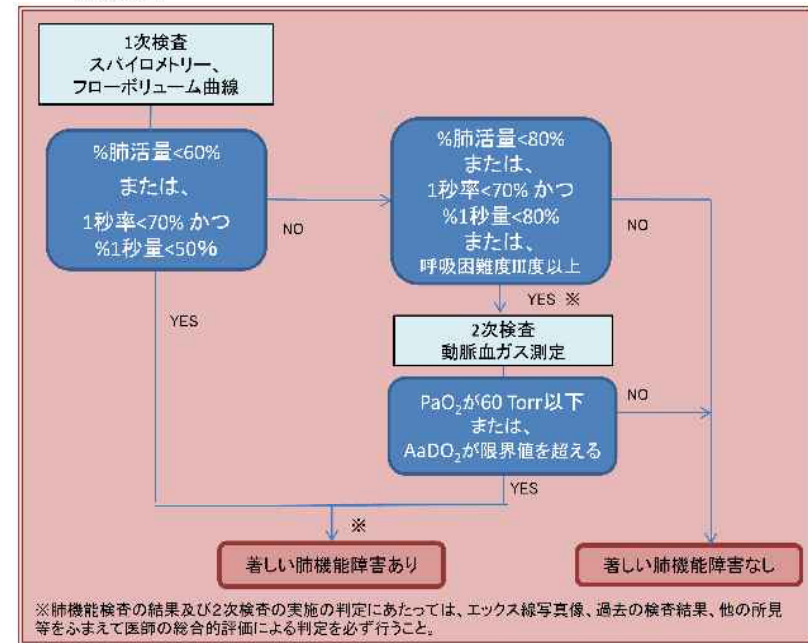 1次検査
スパイロメトリー、
フローボリューム曲線
%肺活量<60%
または、
1秒率<70% かつ
%1秒量<50%
NO
%肺活量<80%
または、
1秒率<70% かつ
%1秒量<80%
または、
呼吸困難度III度以上
NO
YES
YES ※
2次検査
動脈血ガス測定
PaO₂が60 Torr以下
または、
AaDO₂が限界値を超える
NO
YES
※
著しい肺機能障害あり
著しい肺機能障害なし
※肺機能検査の結果及び2次検査の実施の判定にあたっては、エックス線写真像、過去の検査結果、他の所見
等をふまえて医師の総合的評価による判定を必ず行うこと。